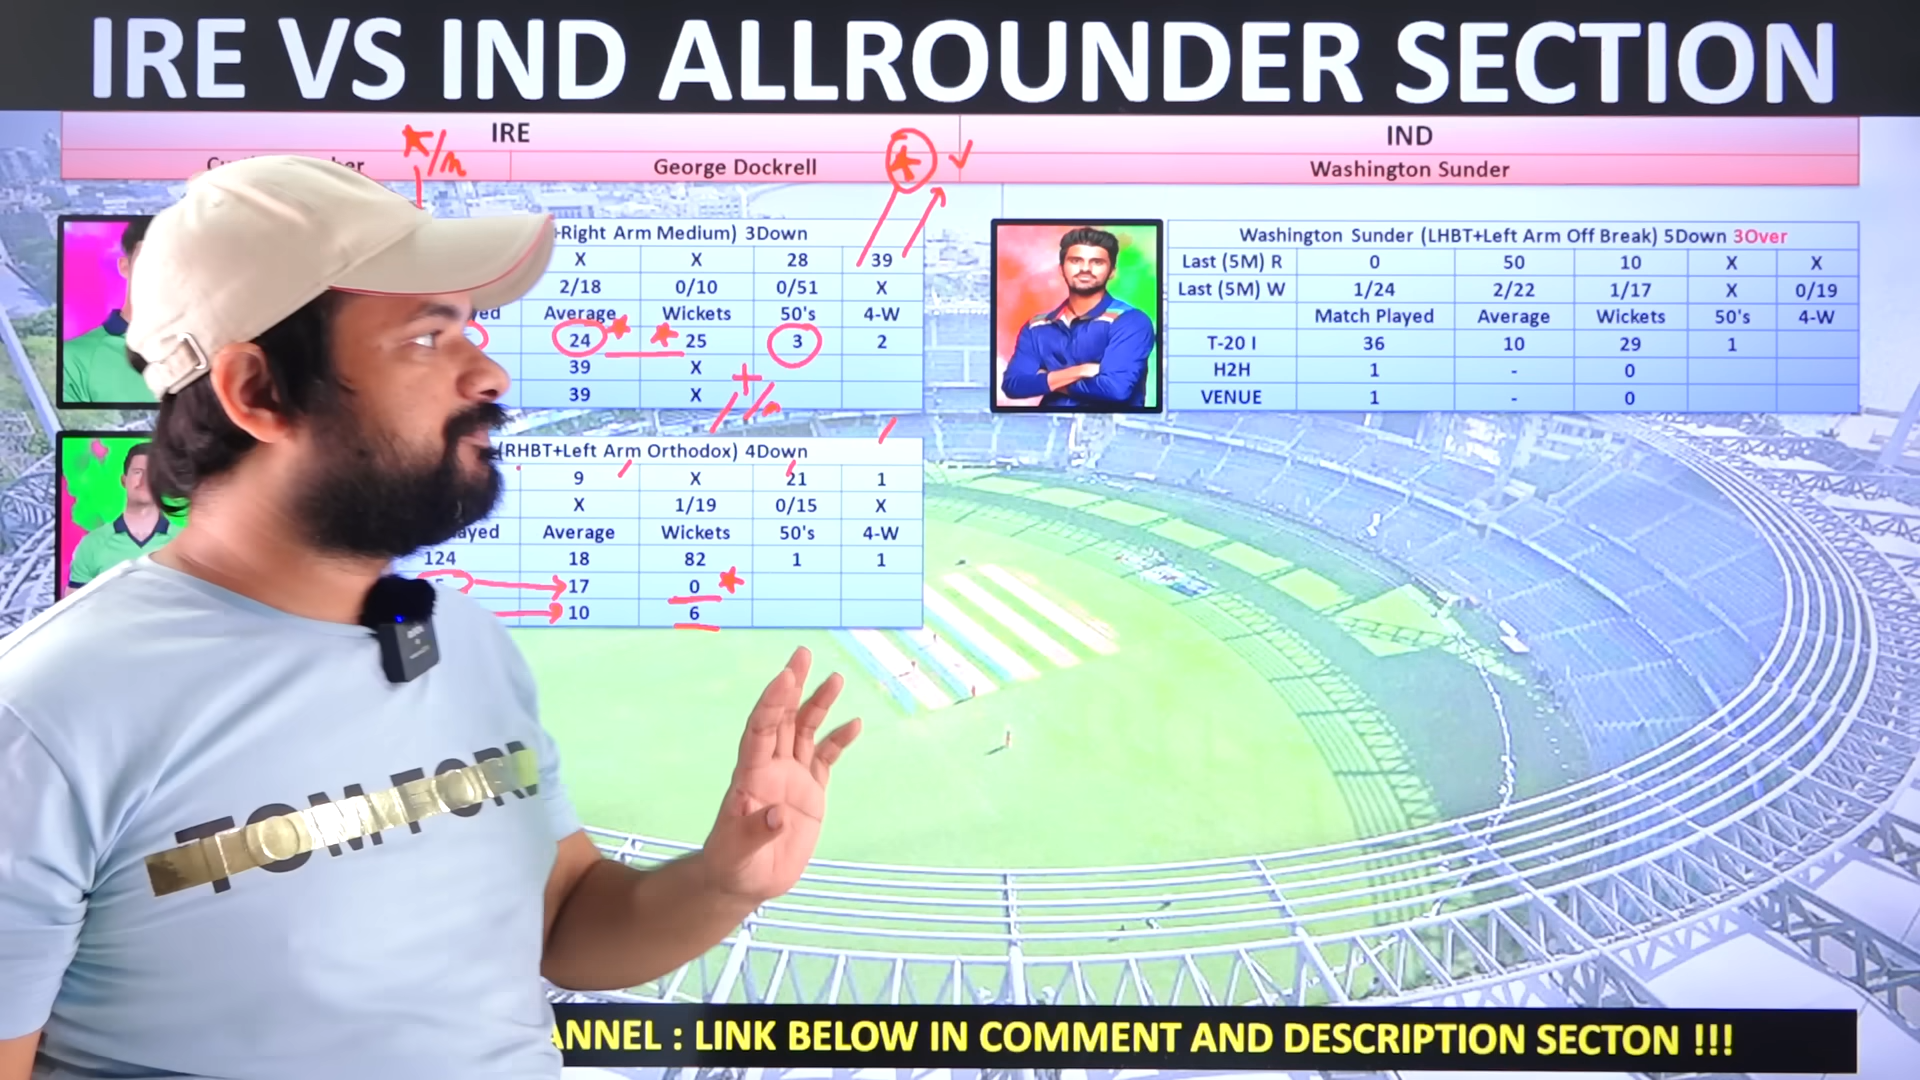 IRE VS IND ALLROUNDER SECTION
IRE IND
George Dockrell Washington Sunder
Right Arm Medium) 3Down
X X 28 39
2/18 0/10 0/51 X
Average Wickets 50's 4-W
24 25 3 2
39 X
39 X
(RHBT+Left Arm Orthodox) 4Down
9 X 21 1
X 1/19 0/15 X
Average Wickets 50's 4-W
124 18 82 1 1
17 0
10 6
Washington Sunder (LHBT+Left Arm Off Break) 5Down 3Over
Last (5M) R 0 50 10 X X
Last (5M) W 1/24 2/22 1/17 X 0/19
Match Played Average Wickets 50's 4-W
T-20 I 36 10 29 1
H2H 1 - 0
VENUE 1 - 0
TOM FORD
: LINK BELOW IN COMMENT AND DESCRIPTION SECTON !!!